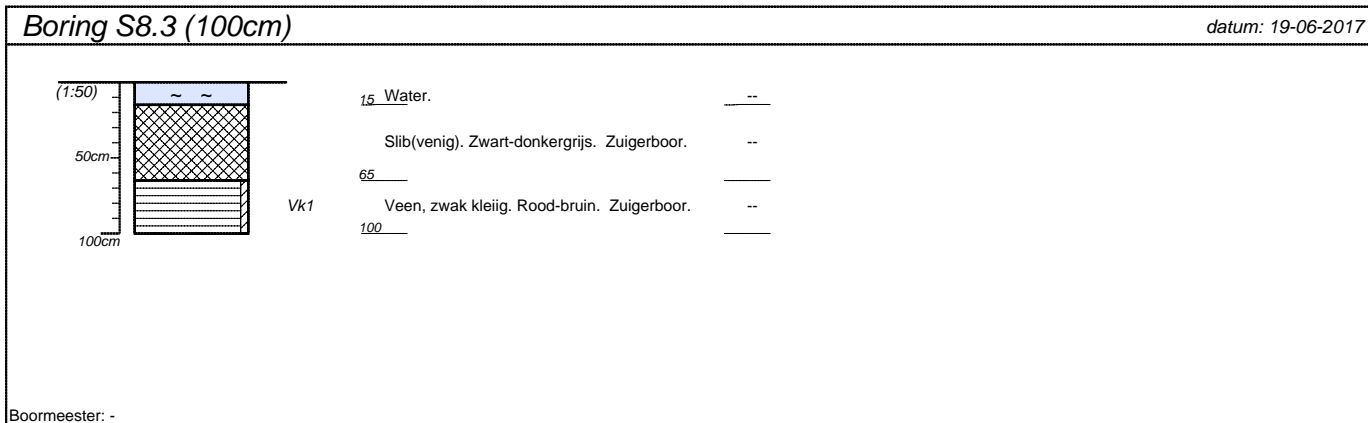 Boring S8.3 (100cm) datum: 19-06-2017
(1:50) ~ ~ 15 Water. --
Slib(venig). Zwart-donkergrijs. Zuigerboor. --
50cm
65
Vk1 Veen, zwak kleiig. Rood-bruin. Zuigerboor. --
100
100cm
Boormeester: -